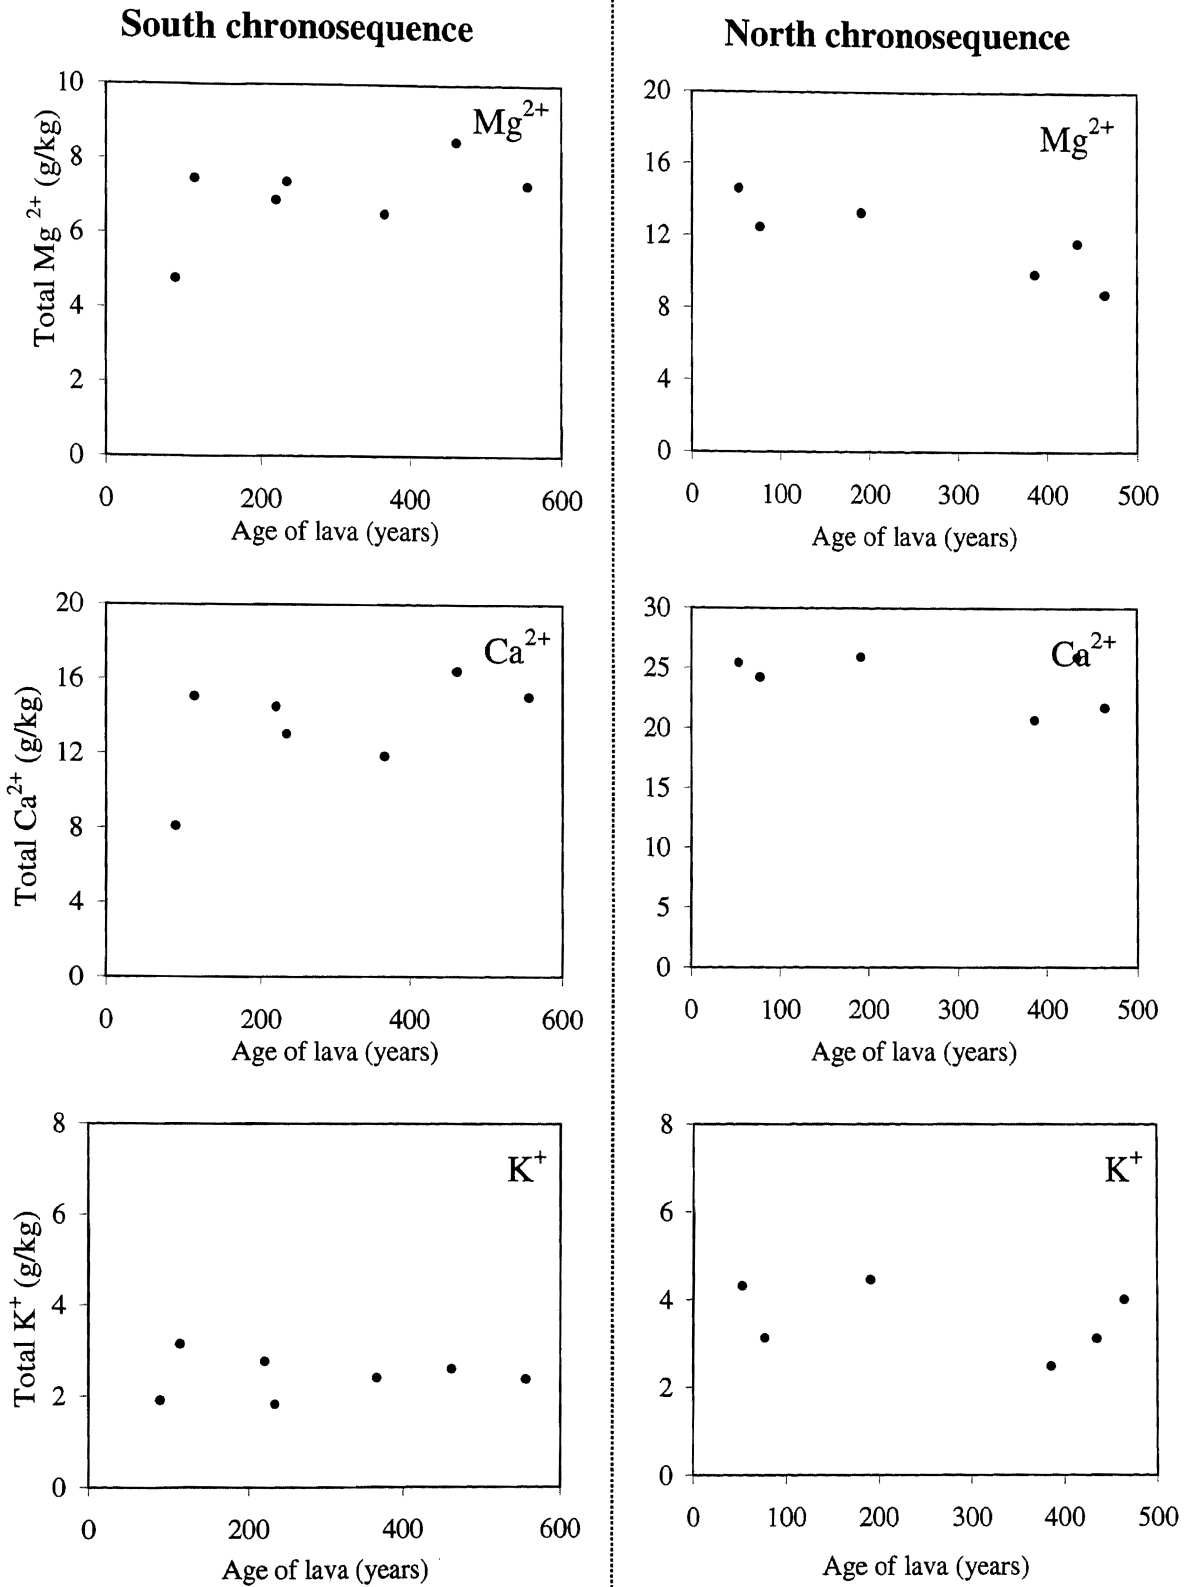 South chronosequence
North chronosequence
Total Mg²⁺ (g/kg)
10
8
6
4
2
0
Mg²⁺
0 200 400 600
Age of lava (years)
20
16
12
8
4
0
Mg²⁺
0 100 200 300 400 500
Age of lava (years)
Total Ca²⁺ (g/kg)
20
16
12
8
4
0
Ca²⁺
0 200 400 600
Age of lava (years)
30
25
20
15
10
5
0
Ca²⁺
0 100 200 300 400 500
Age of lava (years)
Total K⁺ (g/kg)
8
6
4
2
0
K⁺
0 200 400 600
Age of lava (years)
8
6
4
2
0
K⁺
0 100 200 300 400 500
Age of lava (years)